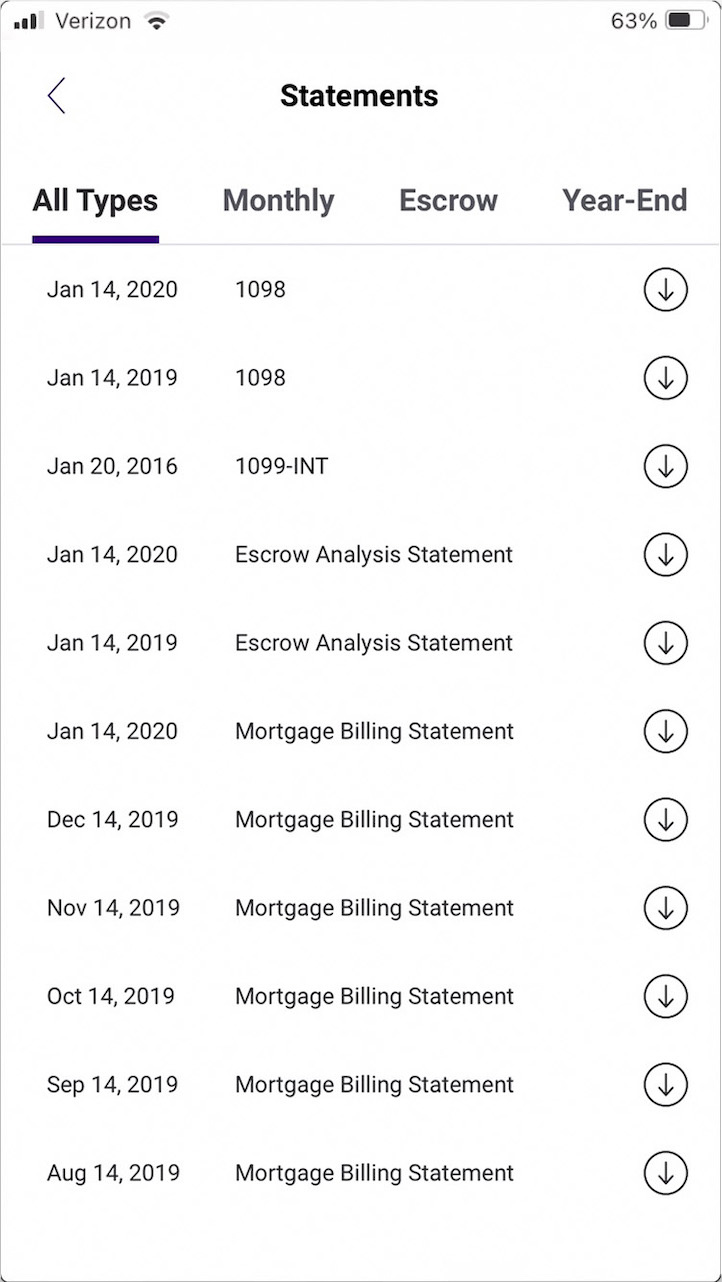 Verizon 63%
Statements
All Types Monthly Escrow Year-End
Jan 14, 2020 1098
Jan 14, 2019 1098
Jan 20, 2016 1099-INT
Jan 14, 2020 Escrow Analysis Statement
Jan 14, 2019 Escrow Analysis Statement
Jan 14, 2020 Mortgage Billing Statement
Dec 14, 2019 Mortgage Billing Statement
Nov 14, 2019 Mortgage Billing Statement
Oct 14, 2019 Mortgage Billing Statement
Sep 14, 2019 Mortgage Billing Statement
Aug 14, 2019 Mortgage Billing Statement